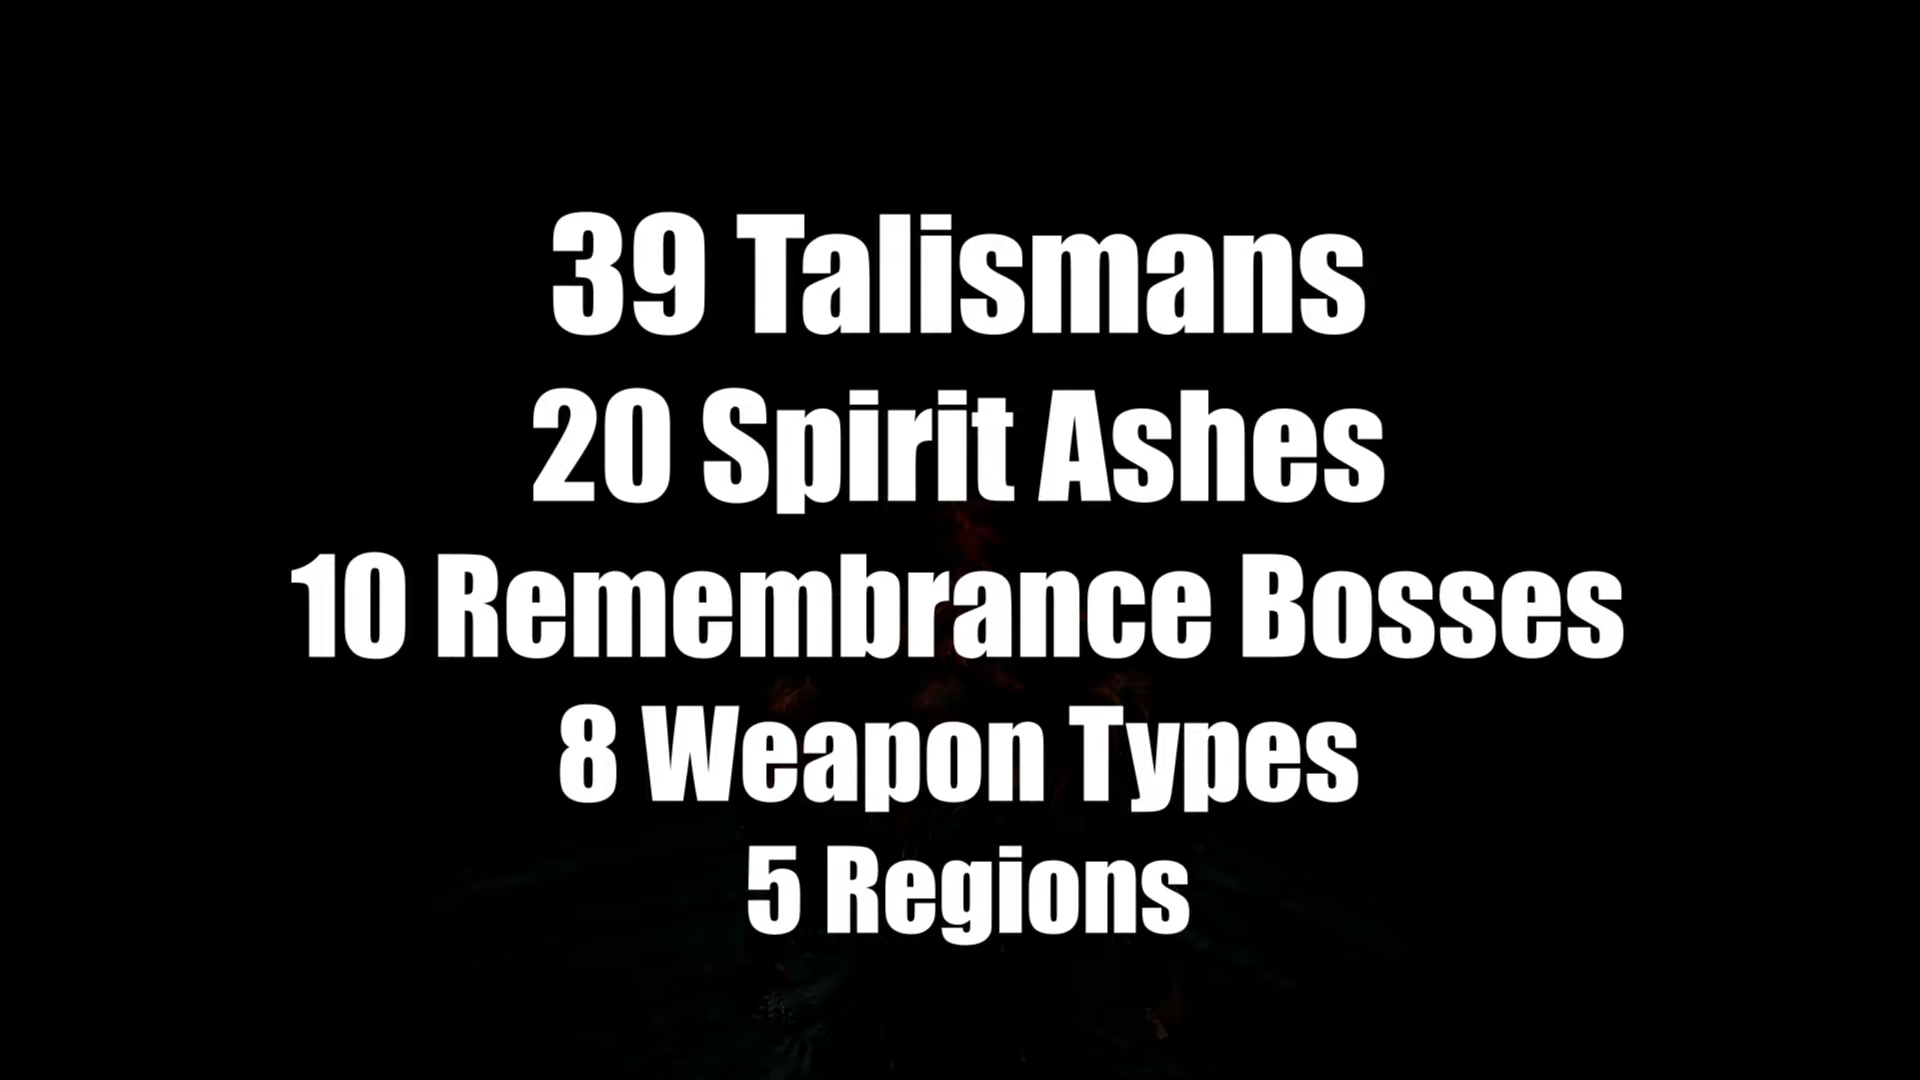 39 Talismans
20 Spirit Ashes
10 Remembrance Bosses
8 Weapon Types
5 Regions